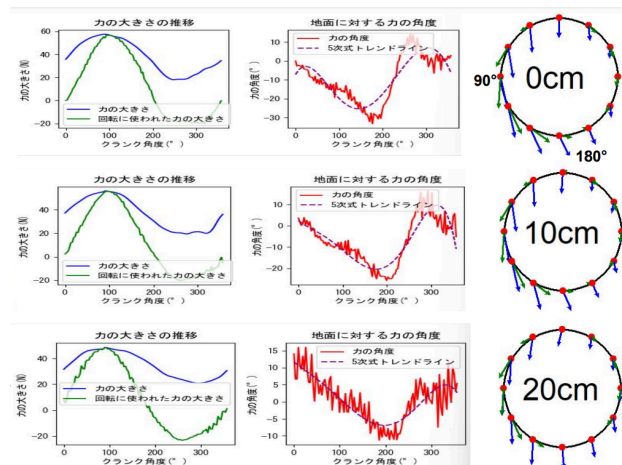 力の大きさの推移
地面に対する力の角度
60
40
20
0
−20
力の大きさ(N)
力の大きさ
回転に使われた力の大きさ
0
100
200
300
クランク角度(°)
10
0
−10
−20
−30
力の角度(°)
力の角度
5次式トレンドライン
0
100
200
300
クランク角度(°)
90°
0cm
180°
力の大きさの推移
地面に対する力の角度
40
20
0
−20
力の大きさ(N)
力の大きさ
回転に使われた力の大きさ
0
100
200
300
クランク角度(°)
10
0
−10
−20
力の角度(°)
力の角度
5次式トレンドライン
0
100
200
300
クランク角度(°)
10cm
力の大きさの推移
地面に対する力の角度
40
20
0
−20
力の大きさ(N)
力の大きさ
回転に使われた力の大きさ
0
100
200
300
クランク角度(°)
15
10
5
0
−5
−10
力の角度(°)
力の角度
5次式トレンドライン
0
100
200
300
クランク角度(°)
20cm